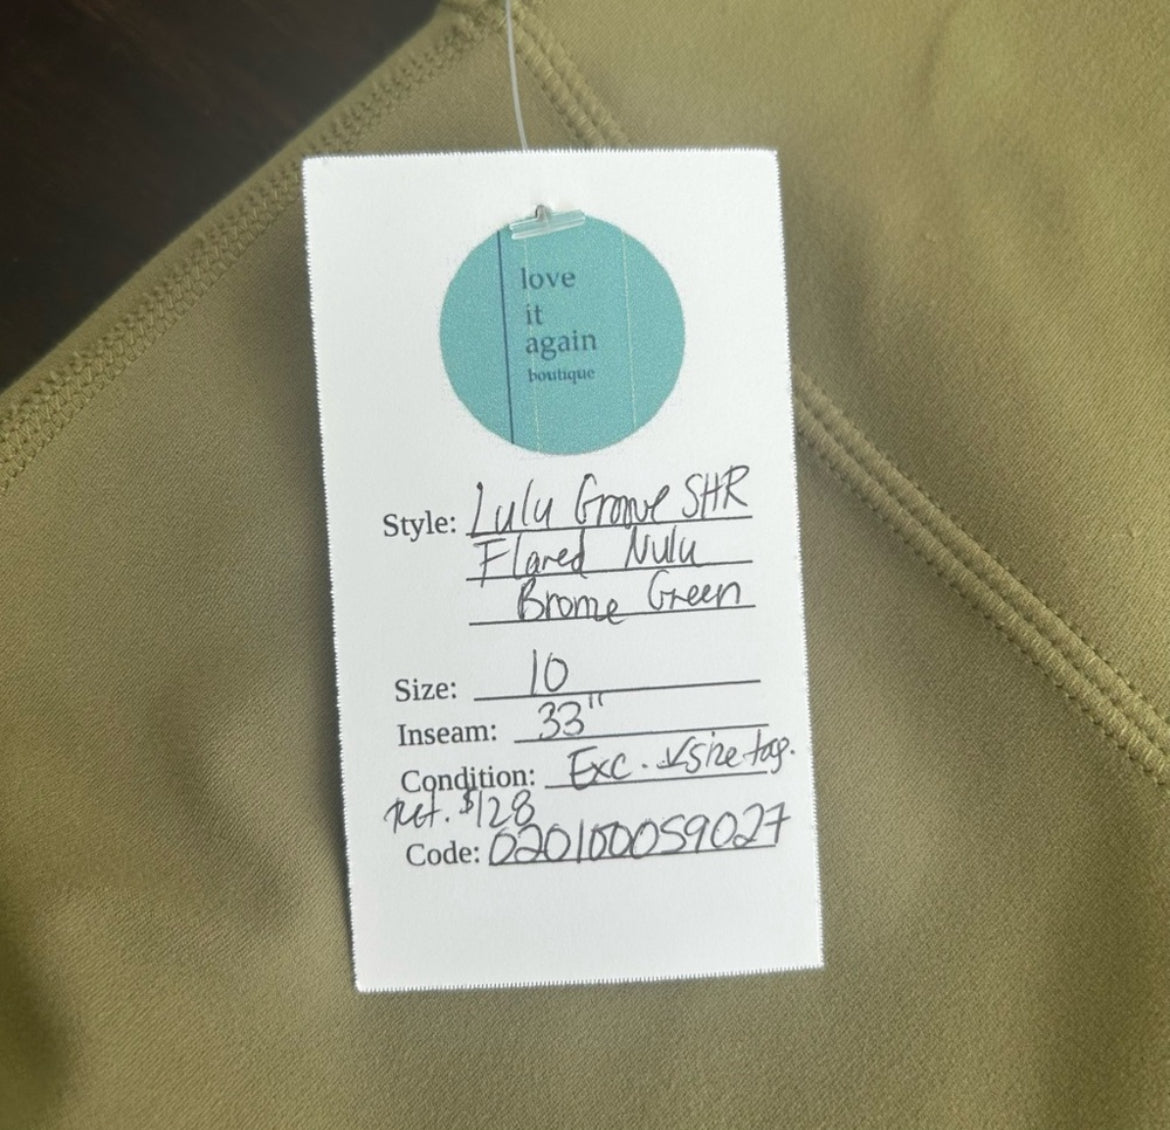 love
it
again
boutique
Style: Lulu Groove SHR
Flared Nulu
Brome Green
Size: 10
Inseam: 33"
Condition: Exc. ✓size tag.
ret. $128
Code: 020100059027